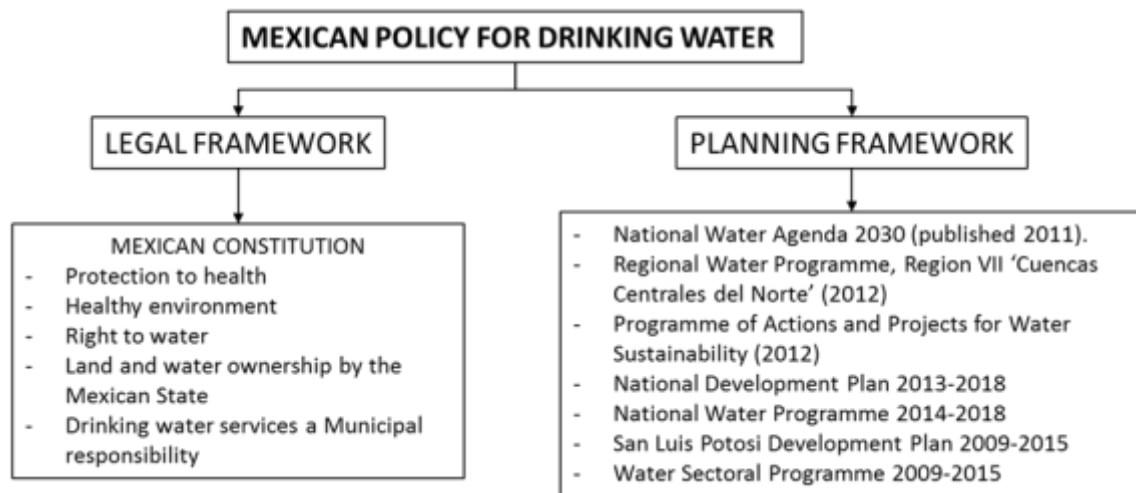 MEXICAN POLICY FOR DRINKING WATER
LEGAL FRAMEWORK
MEXICAN CONSTITUTION
- Protection to health
- Healthy environment
- Right to water
- Land and water ownership by the
Mexican State
- Drinking water services a Municipal
responsibility
PLANNING FRAMEWORK
- National Water Agenda 2030 (published 2011).
- Regional Water Programme, Region VII ‘Cuencas
Centrales del Norte’ (2012)
- Programme of Actions and Projects for Water
Sustainability (2012)
- National Development Plan 2013-2018
- National Water Programme 2014-2018
- San Luis Potosi Development Plan 2009-2015
- Water Sectoral Programme 2009-2015